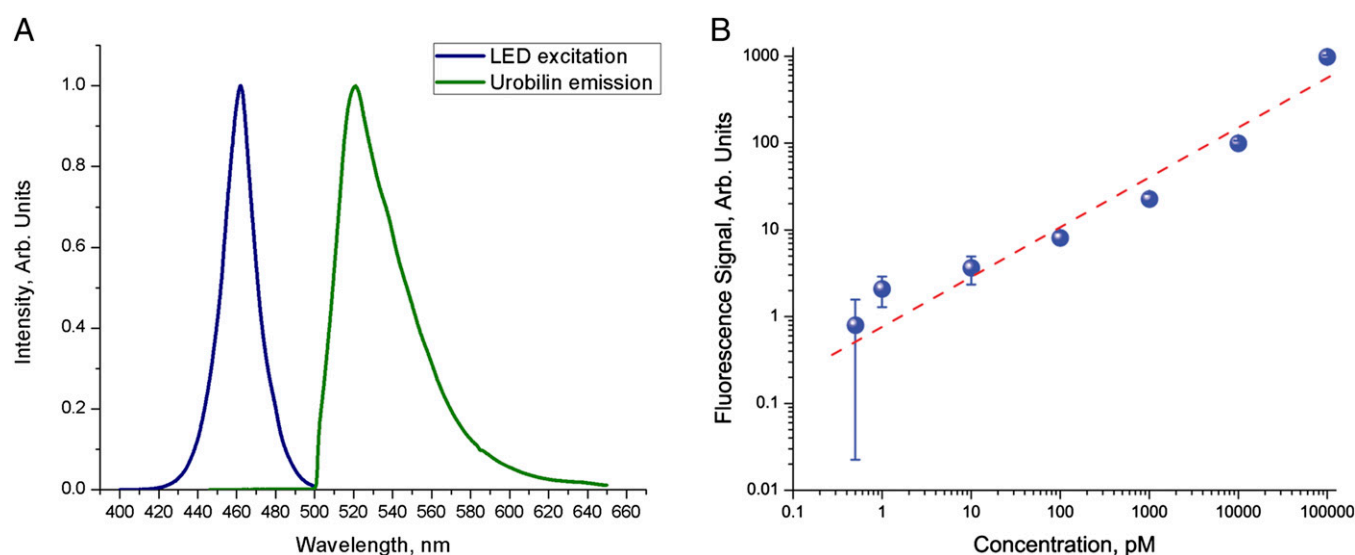 A
LED excitation
Urobilin emission
1.0
0.8
0.6
0.4
0.2
0.0
Intensity, Arb. Units
400 420 440 460 480 500 520 540 560 580 600 620 640 660
Wavelength, nm
B
1000
100
10
1
0.1
0.01
Fluorescence Signal, Arb. Units
0.1 1 10 100 1000 10000 100000
Concentration, pM